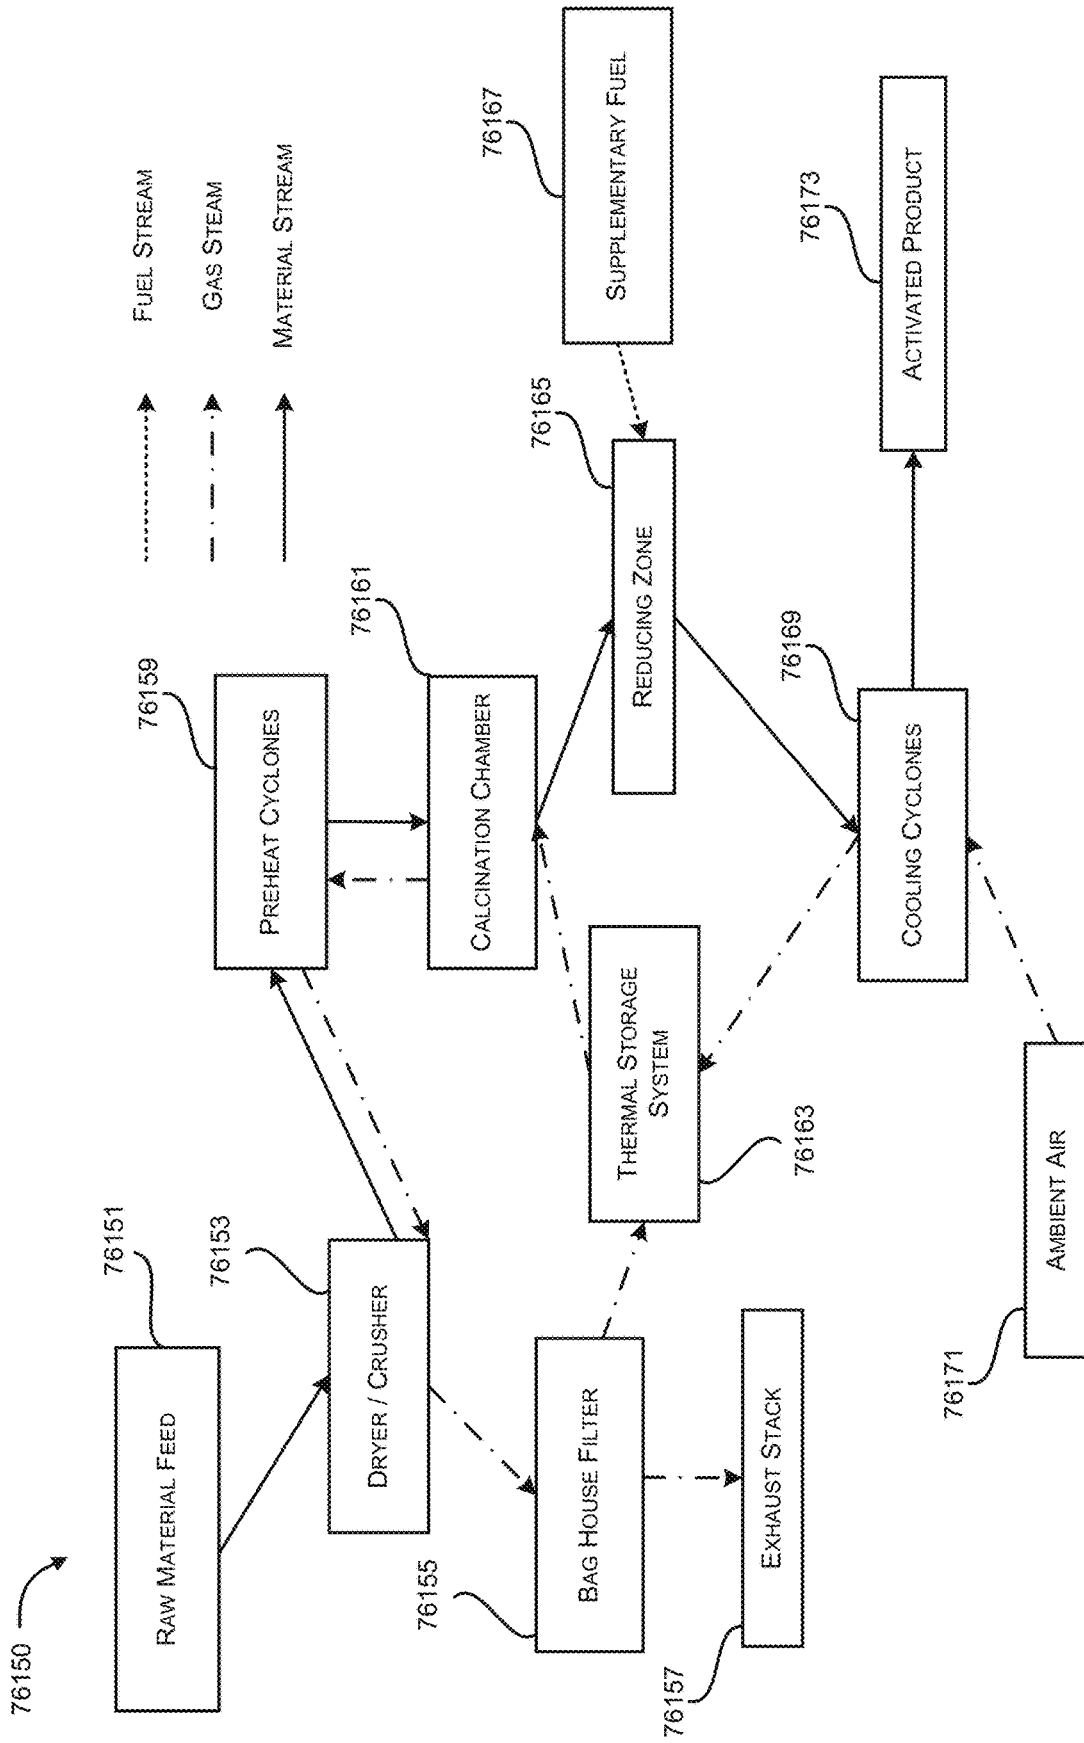 76150
RAW MATERIAL FEED
76151
DRYER / CRUSHER
76153
PREHEAT CYCLONES
76159
FUEL STREAM
GAS STEAM
MATERIAL STREAM
BAG HOUSE FILTER
76155
CALCINATION CHAMBER
76161
EXHAUST STACK
76157
THERMAL STORAGE
SYSTEM
76163
REDUCING ZONE
76165
SUPPLEMENTARY FUEL
76167
AMBIENT AIR
76171
COOLING CYCLONES
76169
ACTIVATED PRODUCT
76173